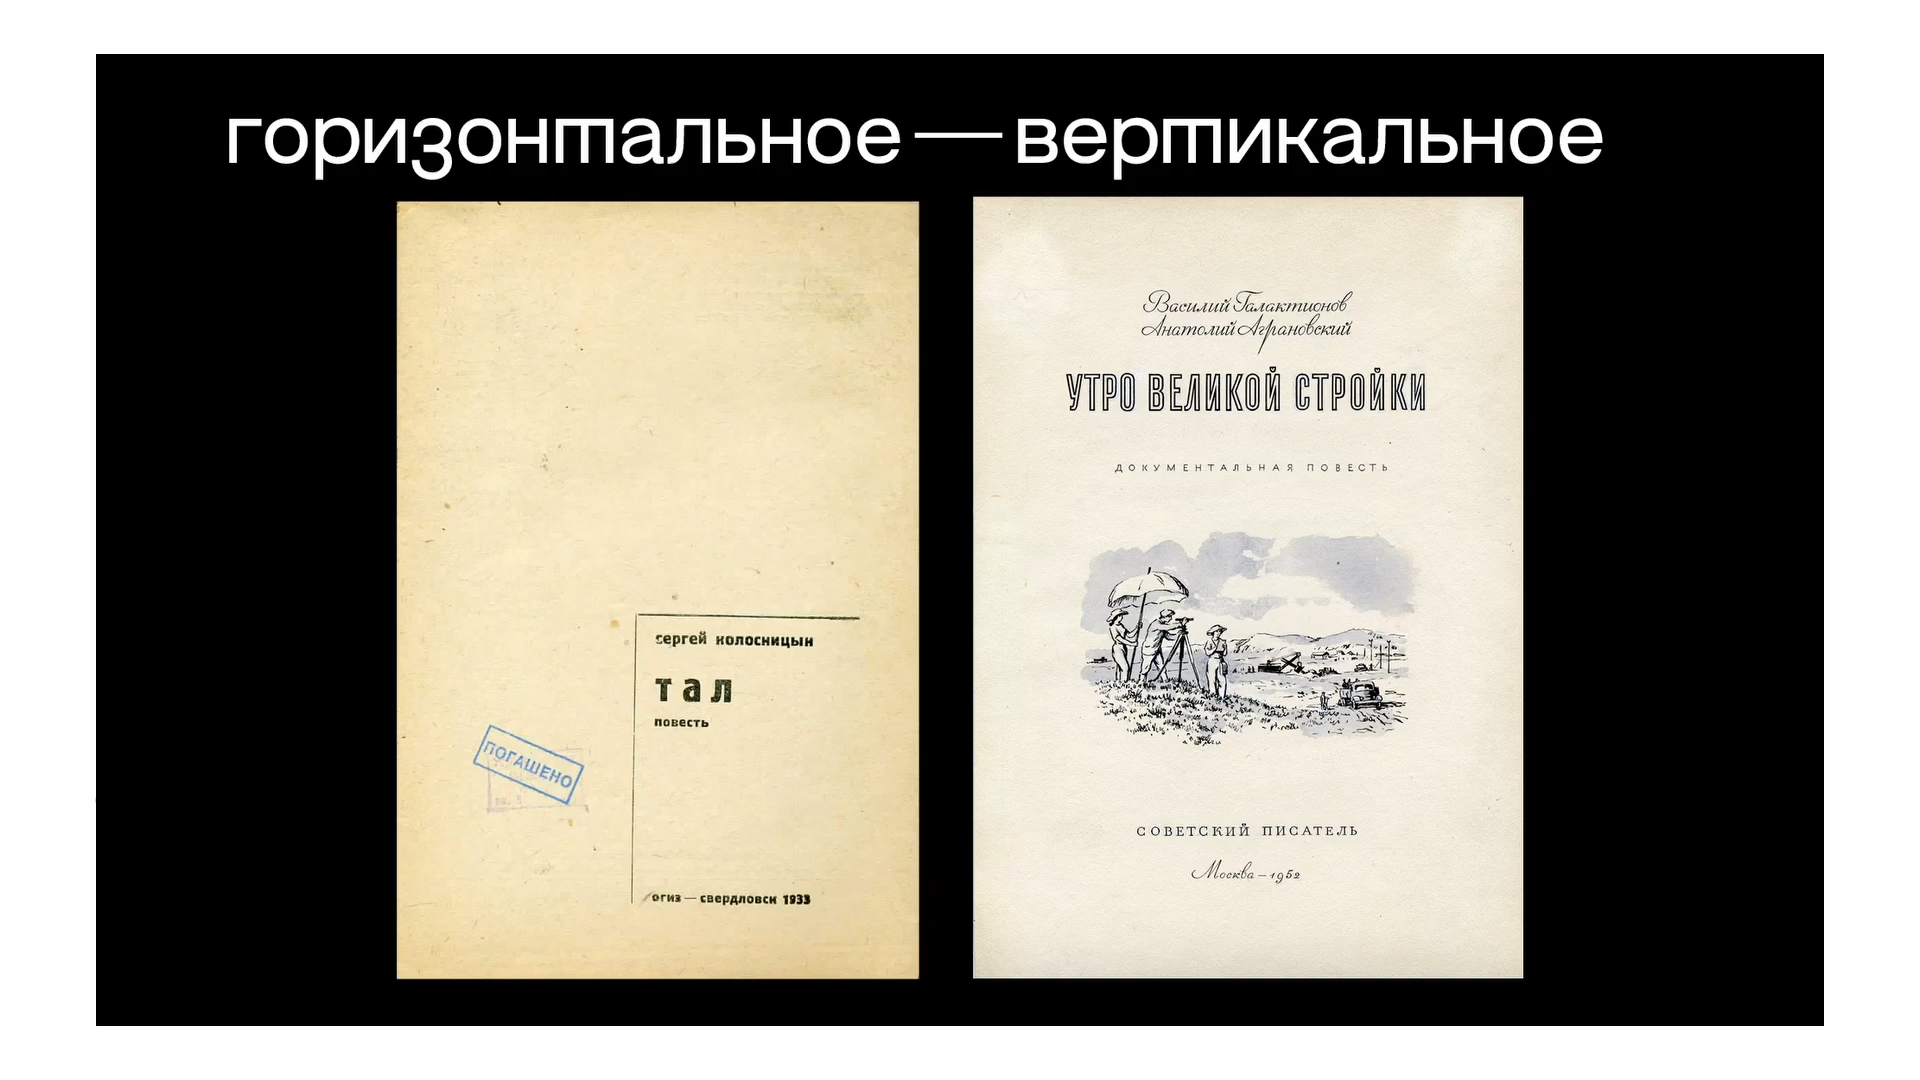 горизонтальное — вертикальное
сергей колосницын
тал
повесть
ПОГАШЕНО
огиз — свердловск 1933
Василий Галактионов
Анатолий Аграновский
УТРО ВЕЛИКОЙ СТРОЙКИ
ДОКУМЕНТАЛЬНАЯ ПОВЕСТЬ
СОВЕТСКИЙ ПИСАТЕЛЬ
Москва – 1952